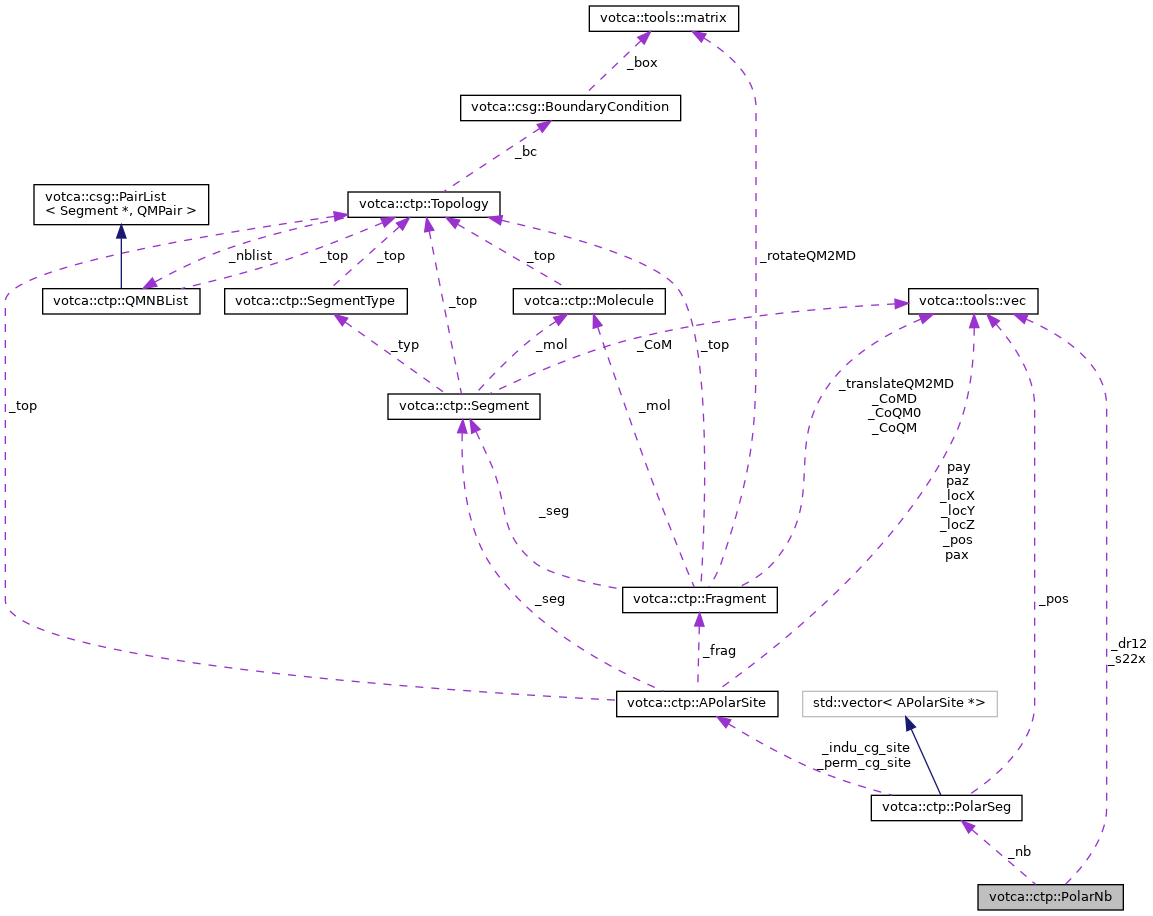 votca::tools::matrix
_box
votca::csg::BoundaryCondition
_bc
votca::csg::PairList
< Segment *, QMPair >
votca::ctp::Topology
_nblist
_top
_top
_top
_rotateQM2MD
votca::ctp::QMNBList
votca::ctp::SegmentType
votca::ctp::Molecule
votca::tools::vec
_top
_typ
_mol
_CoM
_top
_translateQM2MD
_CoMD
_CoQM0
_CoQM
_top
votca::ctp::Segment
_mol
pay
paz
_locX
_locY
_locZ
_pos
pax
_seg
_seg
votca::ctp::Fragment
_pos
_frag
_dr12
_s22x
votca::ctp::APolarSite
std::vector< APolarSite *>
_indu_cg_site
_perm_cg_site
votca::ctp::PolarSeg
_nb
votca::ctp::PolarNb